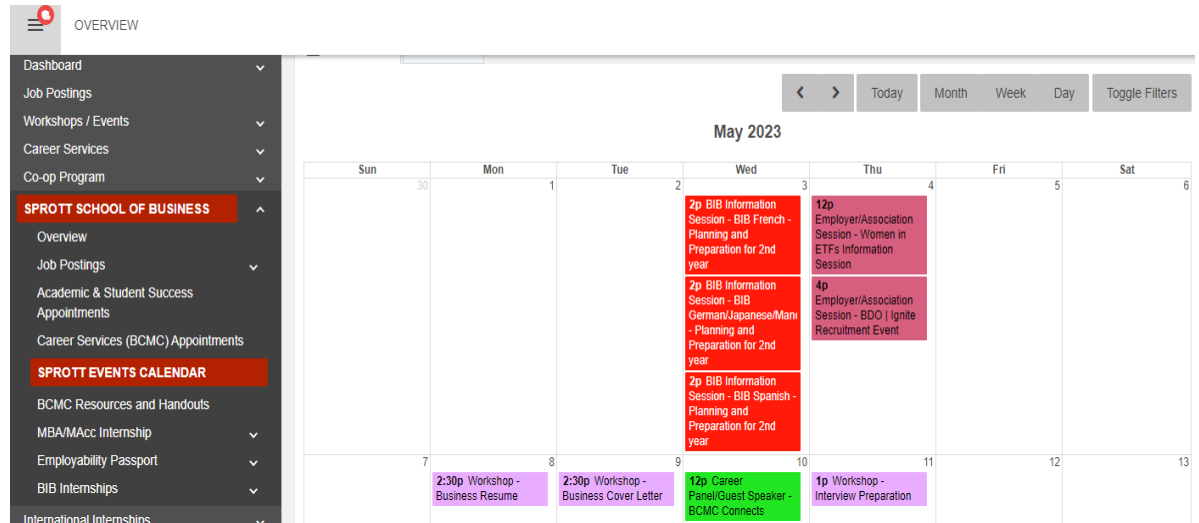 OVERVIEW
Dashboard
Job Postings
Workshops / Events
Career Services
Co-op Program
SPROTT SCHOOL OF BUSINESS
Overview
Job Postings
Academic & Student Success
Appointments
Career Services (BCMC) Appointments
SPROTT EVENTS CALENDAR
BCMC Resources and Handouts
MBA/MAcc Internship
Employability Passport
BIB Internships
International Internships
Today
Month
Week
Day
Toggle Filters
May 2023
Sun Mon Tue Wed Thu Fri Sat
30 1 2 3 4 5 6
2p BIB Information
Session - BIB French -
Planning and
Preparation for 2nd
year
2p BIB Information
Session - BIB
German/Japanese/Man
- Planning and
Preparation for 2nd
year
2p BIB Information
Session - BIB Spanish -
Planning and
Preparation for 2nd
year
12p
Employer/Association
Session - Women in
ETFs Information
Session
4p
Employer/Association
Session - BDO | Ignite
Recruitment Event
7 8 9 10 11 12 13
2:30p Workshop -
Business Resume
2:30p Workshop -
Business Cover Letter
12p Career
Panel/Guest Speaker -
BCMC Connects
1p Workshop -
Interview Preparation